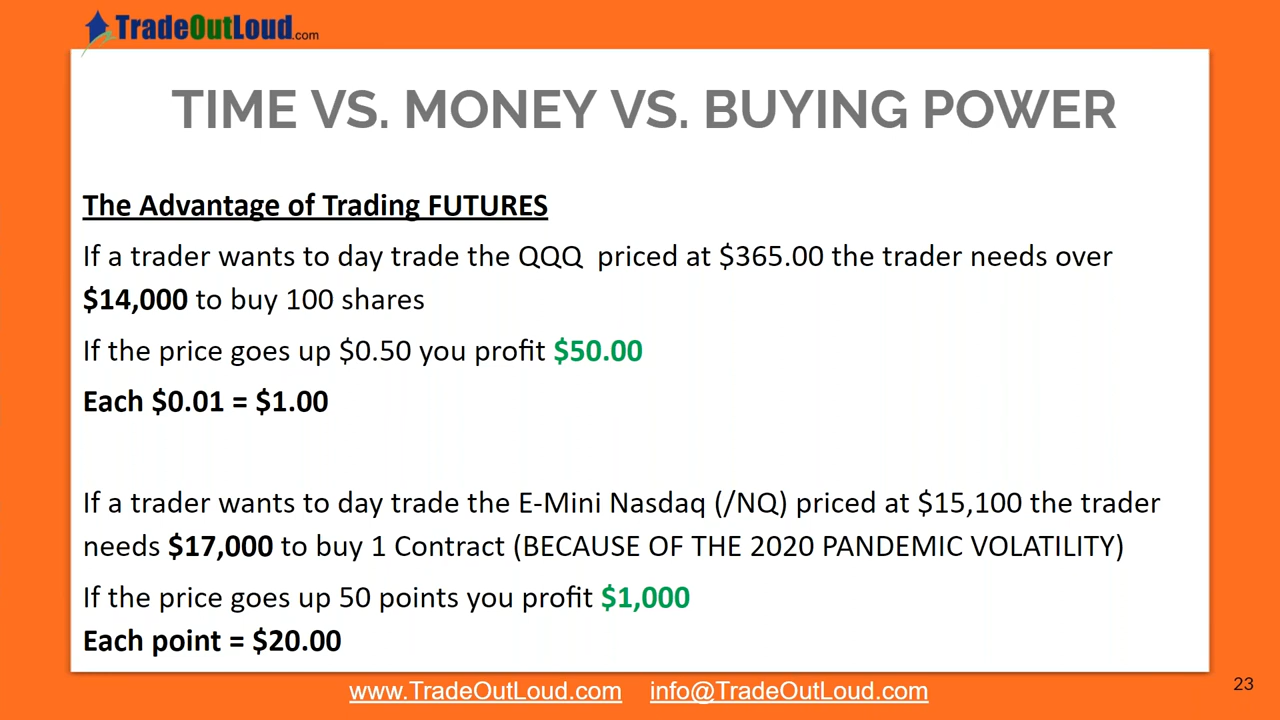 TradeOutLoud.com
TIME VS. MONEY VS. BUYING POWER
The Advantage of Trading FUTURES
If a trader wants to day trade the QQQ priced at $365.00 the trader needs over
$14,000 to buy 100 shares
If the price goes up $0.50 you profit $50.00
Each $0.01 = $1.00
If a trader wants to day trade the E-Mini Nasdaq (/NQ) priced at $15,100 the trader
needs $17,000 to buy 1 Contract (BECAUSE OF THE 2020 PANDEMIC VOLATILITY)
If the price goes up 50 points you profit $1,000
Each point = $20.00
www.TradeOutLoud.com info@TradeOutLoud.com
23